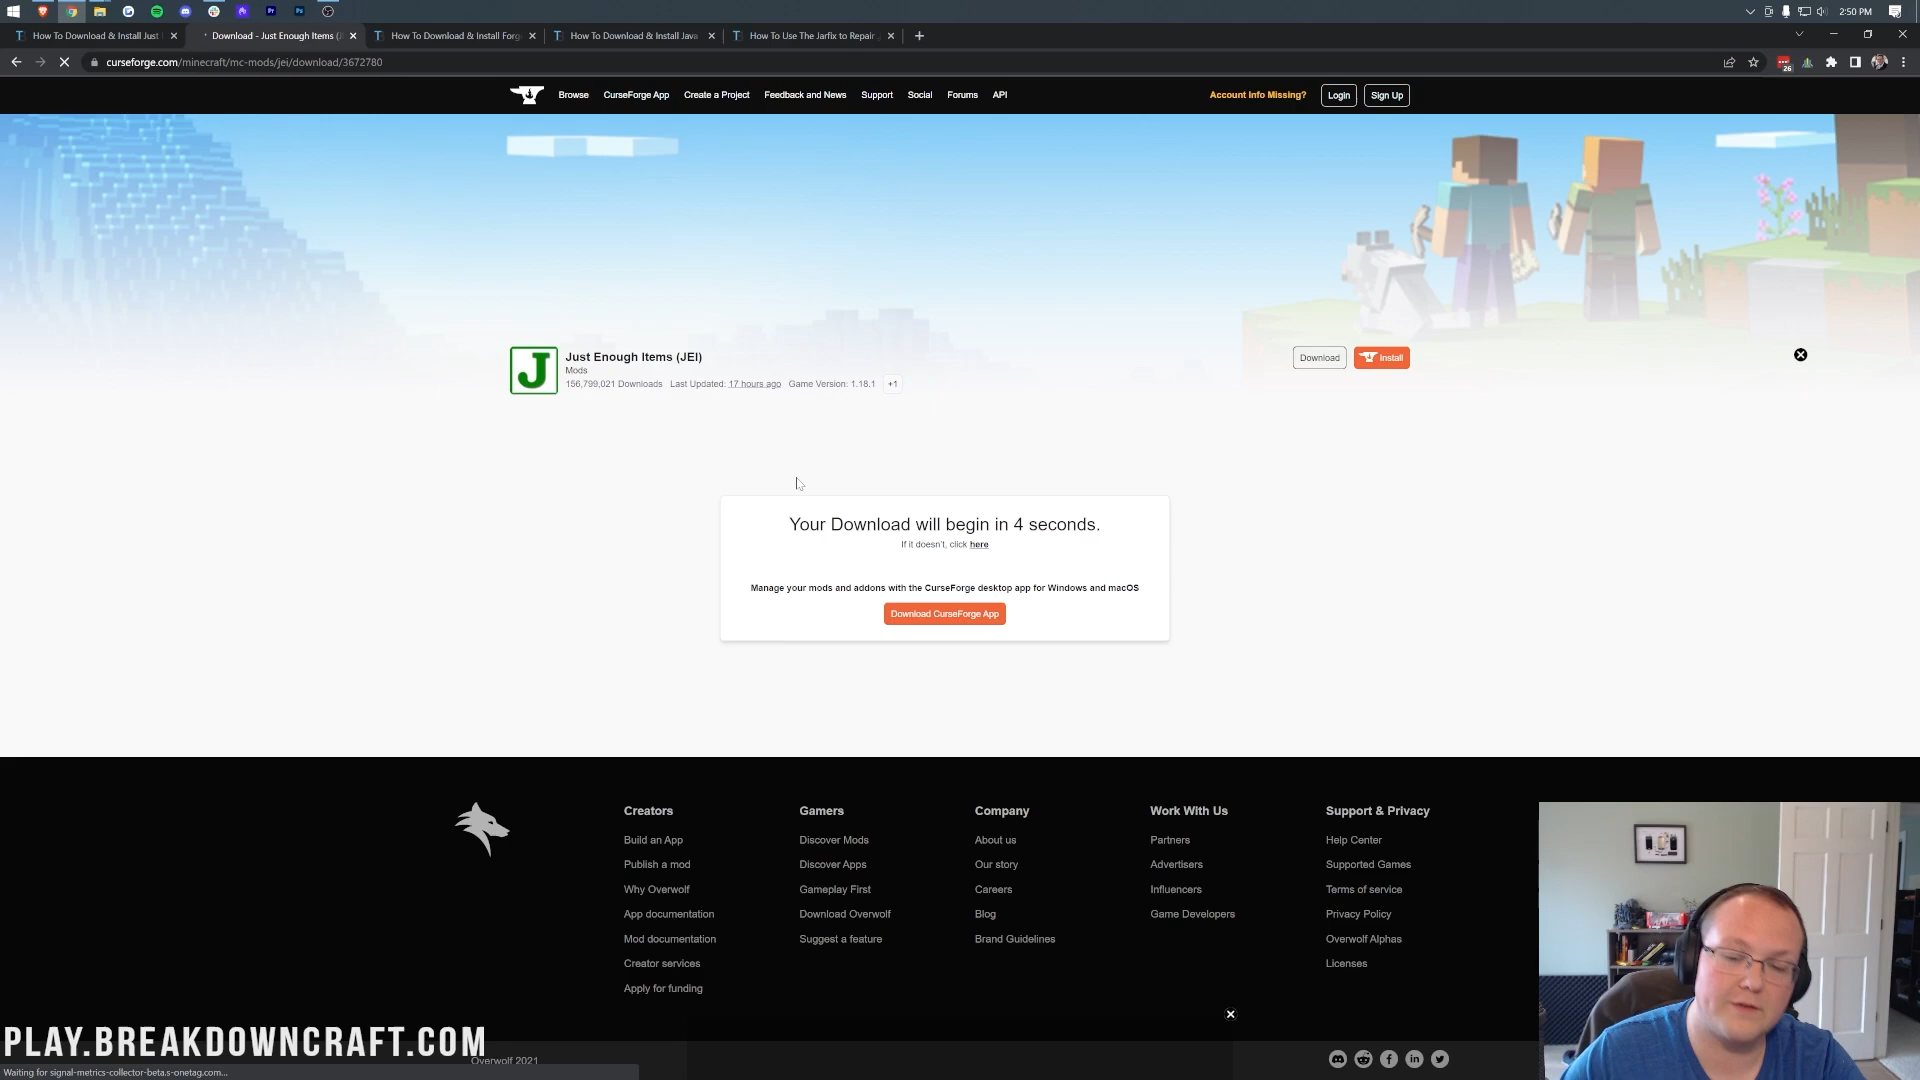 2:50 PM
How To Download & Install Just
Download - Just Enough Items (J
How To Download & Install Forg
How To Download & Install Java
How To Use The Jarfix to Repair
curseforge.com/minecraft/mc-mods/jei/download/3672780
26
Browse
CurseForge App
Create a Project
Feedback and News
Support
Social
Forums
API
Account Info Missing?
Login
Sign Up
J
Just Enough Items (JEI)
Mods
156,799,021 Downloads
Last Updated: 17 hours ago
Game Version: 1.18.1
+1
Download
Install
Your Download will begin in 4 seconds.
If it doesn't, click here
Manage your mods and addons with the CurseForge desktop app for Windows and macOS
Download CurseForge App
Creators
Build an App
Publish a mod
Why Overwolf
App documentation
Mod documentation
Creator services
Apply for funding
Gamers
Discover Mods
Discover Apps
Gameplay First
Download Overwolf
Suggest a feature
Company
About us
Our story
Careers
Blog
Brand Guidelines
Work With Us
Partners
Advertisers
Influencers
Game Developers
Support & Privacy
Help Center
Supported Games
Terms of service
Privacy Policy
Overwolf Alphas
Licenses
PLAY.BREAKDOWNCRAFT.COM
Overwolf 2021
Waiting for signal-metrics-collector-beta.s-onetag.com...